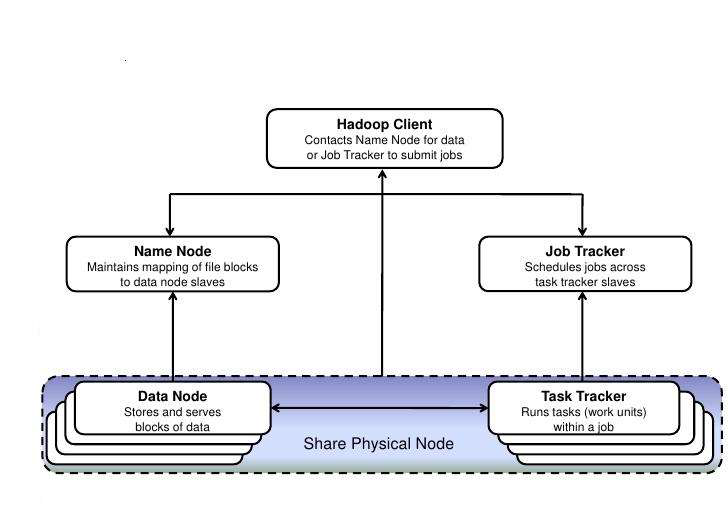 Hadoop Client
Contacts Name Node for data
or Job Tracker to submit jobs
Name Node
Maintains mapping of file blocks
to data node slaves
Job Tracker
Schedules jobs across
task tracker slaves
Data Node
Stores and serves
blocks of data
Task Tracker
Runs tasks (work units)
within a job
Share Physical Node